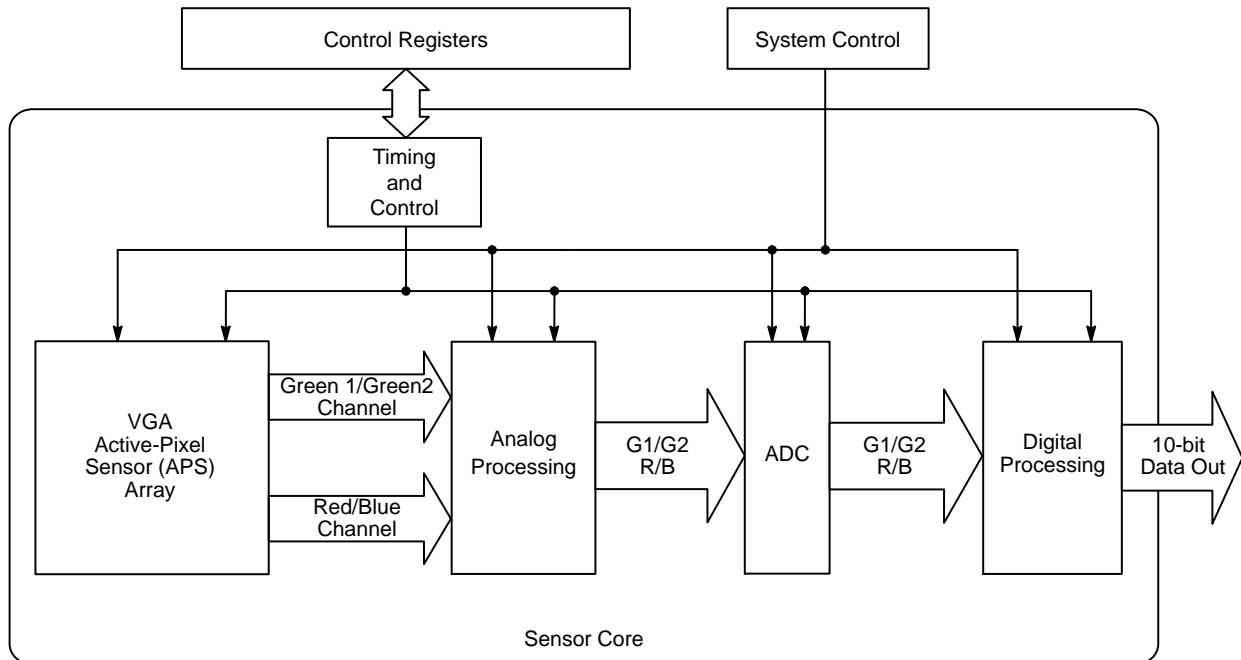 Control Registers
System Control
Timing
and
Control
Green 1/Green2
Channel
VGA
Active-Pixel
Sensor (APS)
Array
Red/Blue
Channel
Analog
Processing
G1/G2
R/B
ADC
G1/G2
R/B
Digital
Processing
10-bit
Data Out
Sensor Core